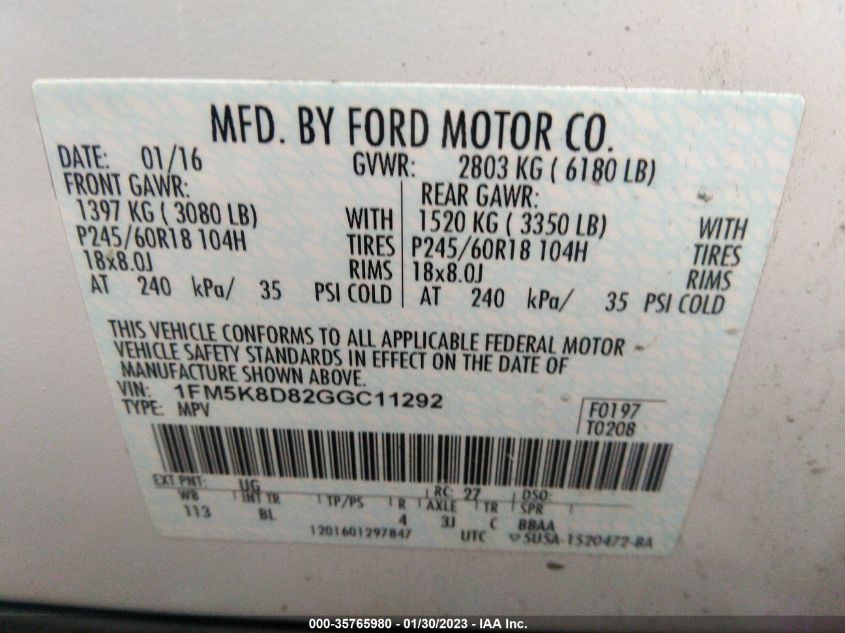 MFD. BY FORD MOTOR CO.
DATE: 01/16 GVWR: 2803 KG ( 6180 LB)
FRONT GAWR: REAR GAWR:
1397 KG ( 3080 LB) WITH 1520 KG ( 3350 LB) WITH
P245/60R18 104H TIRES P245/60R18 104H TIRES
18x8.0J RIMS 18x8.0J RIMS
AT 240 kPa/ 35 PSI COLD AT 240 kPa/ 35 PSI COLD
THIS VEHICLE CONFORMS TO ALL APPLICABLE FEDERAL MOTOR
VEHICLE SAFETY STANDARDS IN EFFECT ON THE DATE OF
MANUFACTURE SHOWN ABOVE.
VIN: 1FM5K8D82GGC11292
TYPE: MPV
F0197
T0208
EXT PNT: UG RC: 27 DSO:
WB INT TR TP/PS R AXLE TR SPR
113 BL 4 3J C BBAA
1201601297847 UTC SUSA-1520472-BA
000-35765980 - 01/30/2023 - IAA Inc.